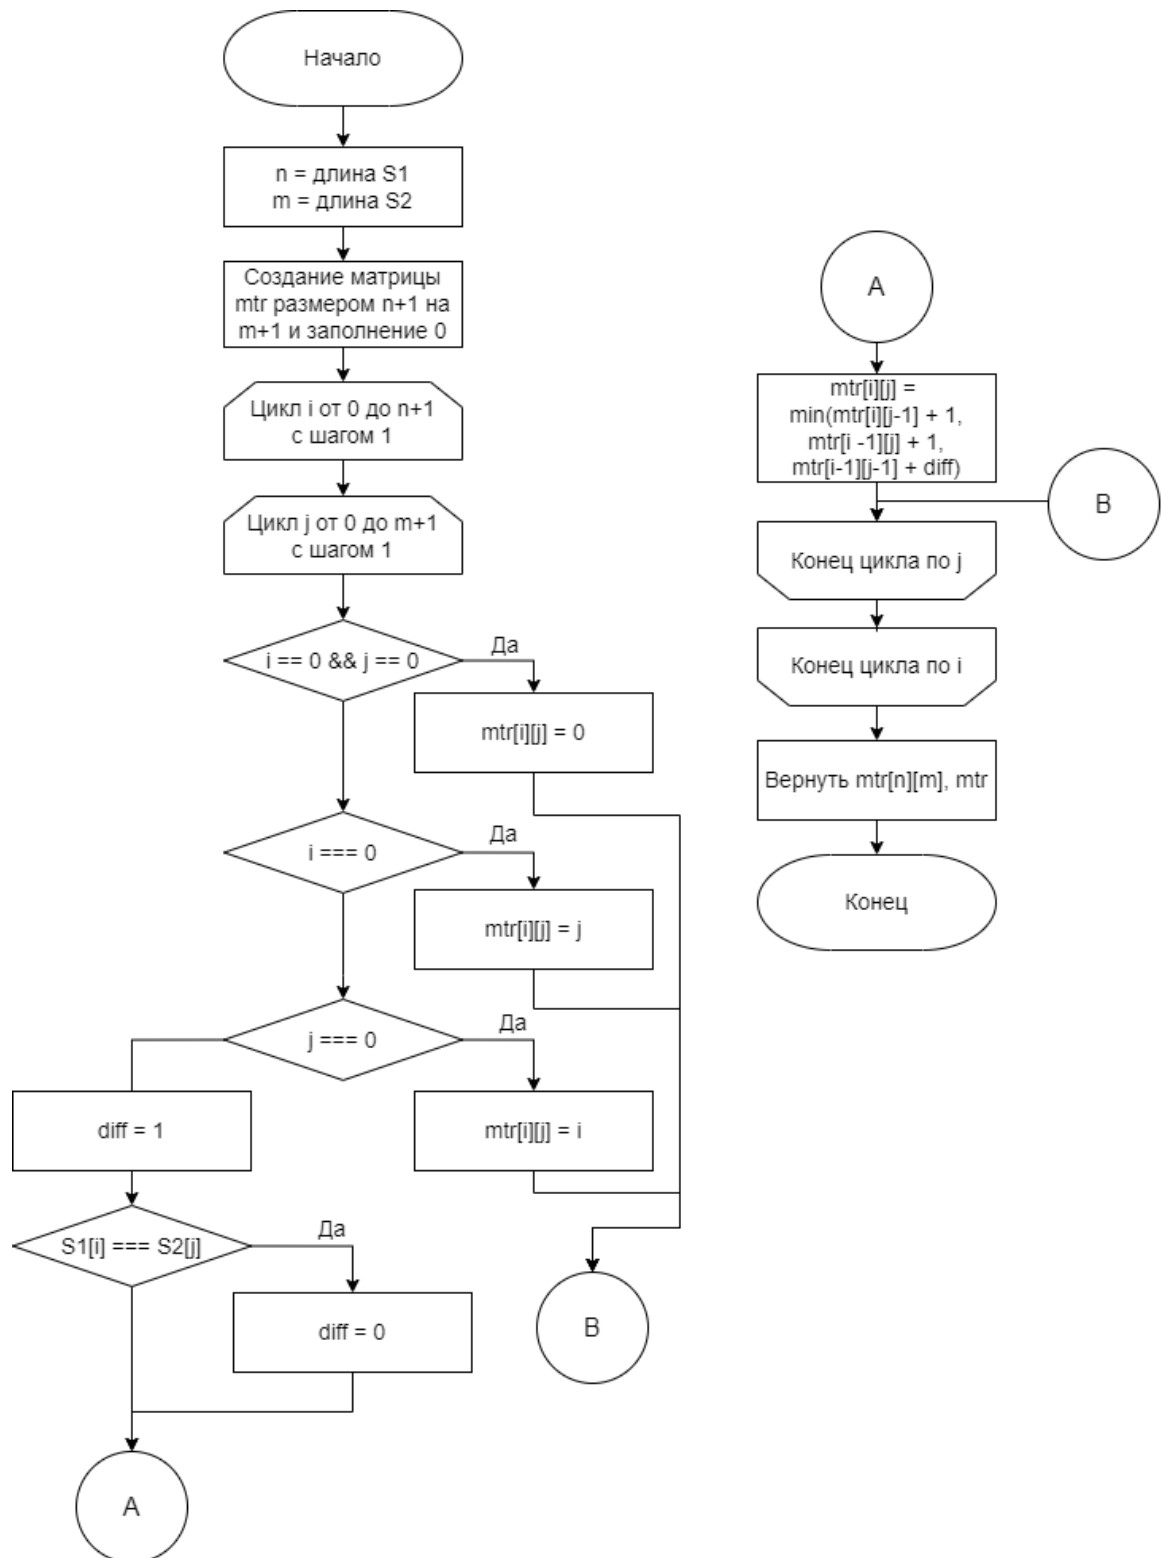 Начало
n = длина S1
m = длина S2
Создание матрицы
mtr размером n+1 на
m+1 и заполнение 0
Цикл i от 0 до n+1
с шагом 1
Цикл j от 0 до m+1
с шагом 1
i == 0 && j == 0
Да
mtr[i][j] = 0
i === 0
Да
mtr[i][j] = j
j === 0
Да
mtr[i][j] = i
diff = 1
S1[i] === S2[j]
Да
diff = 0
B
A
A
mtr[i][j] =
min(mtr[i][j-1] + 1,
mtr[i -1][j] + 1,
mtr[i-1][j-1] + diff)
B
Конец цикла по j
Конец цикла по i
Вернуть mtr[n][m], mtr
Конец